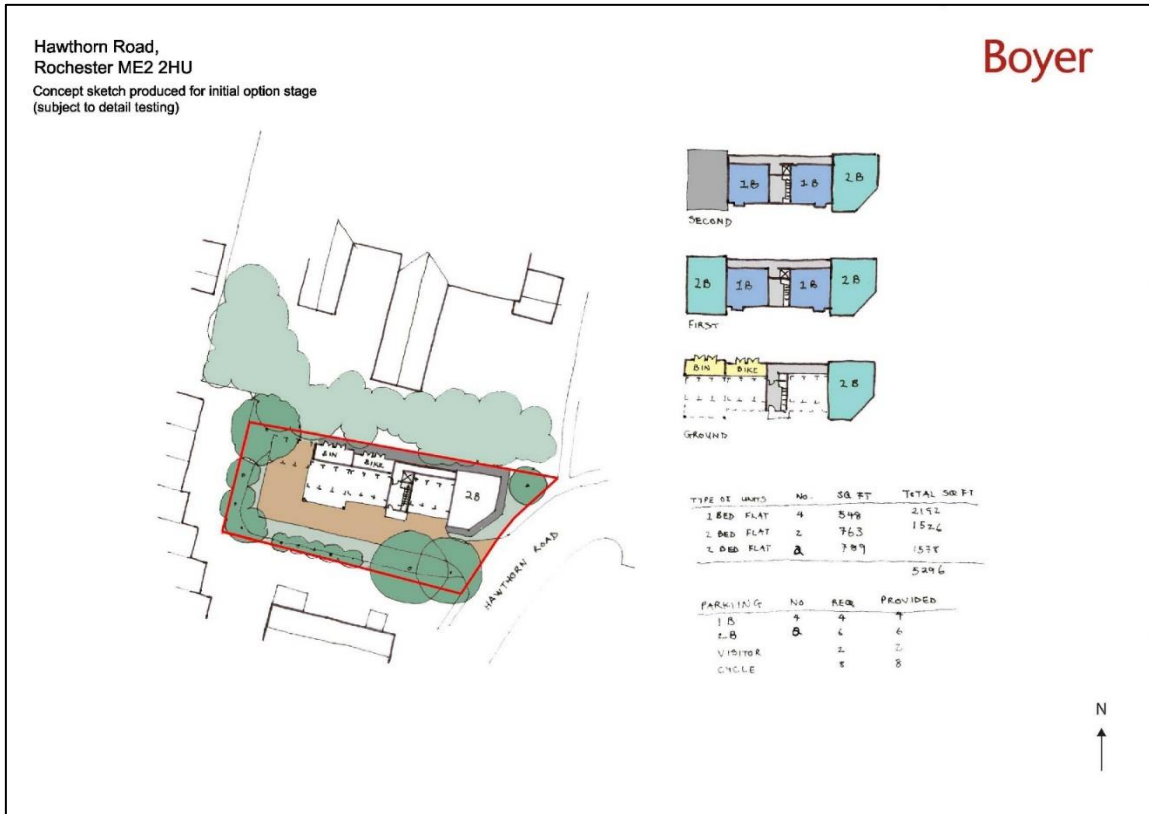 Hawthorn Road,
Rochester ME2 2HU
Concept sketch produced for initial option stage
(subject to detail testing)
Boyer
1B 1B 2B
SECOND
2B 1B 1B 2B
FIRST
BIN BIKE 2B
GROUND
BIN BIKE 2B
HAWTHORN ROAD
TYPE OF UNITS NO. SQ FT TOTAL SQ FT
1 BED FLAT 4 548 2192
2 BED FLAT 2 763 1526
2 BED FLAT 2 789 1578
5296
PARKING NO REQ PROVIDED
1B 4 4 4
2B 2 6 6
VISITOR 2 2
CYCLE 8 8
N